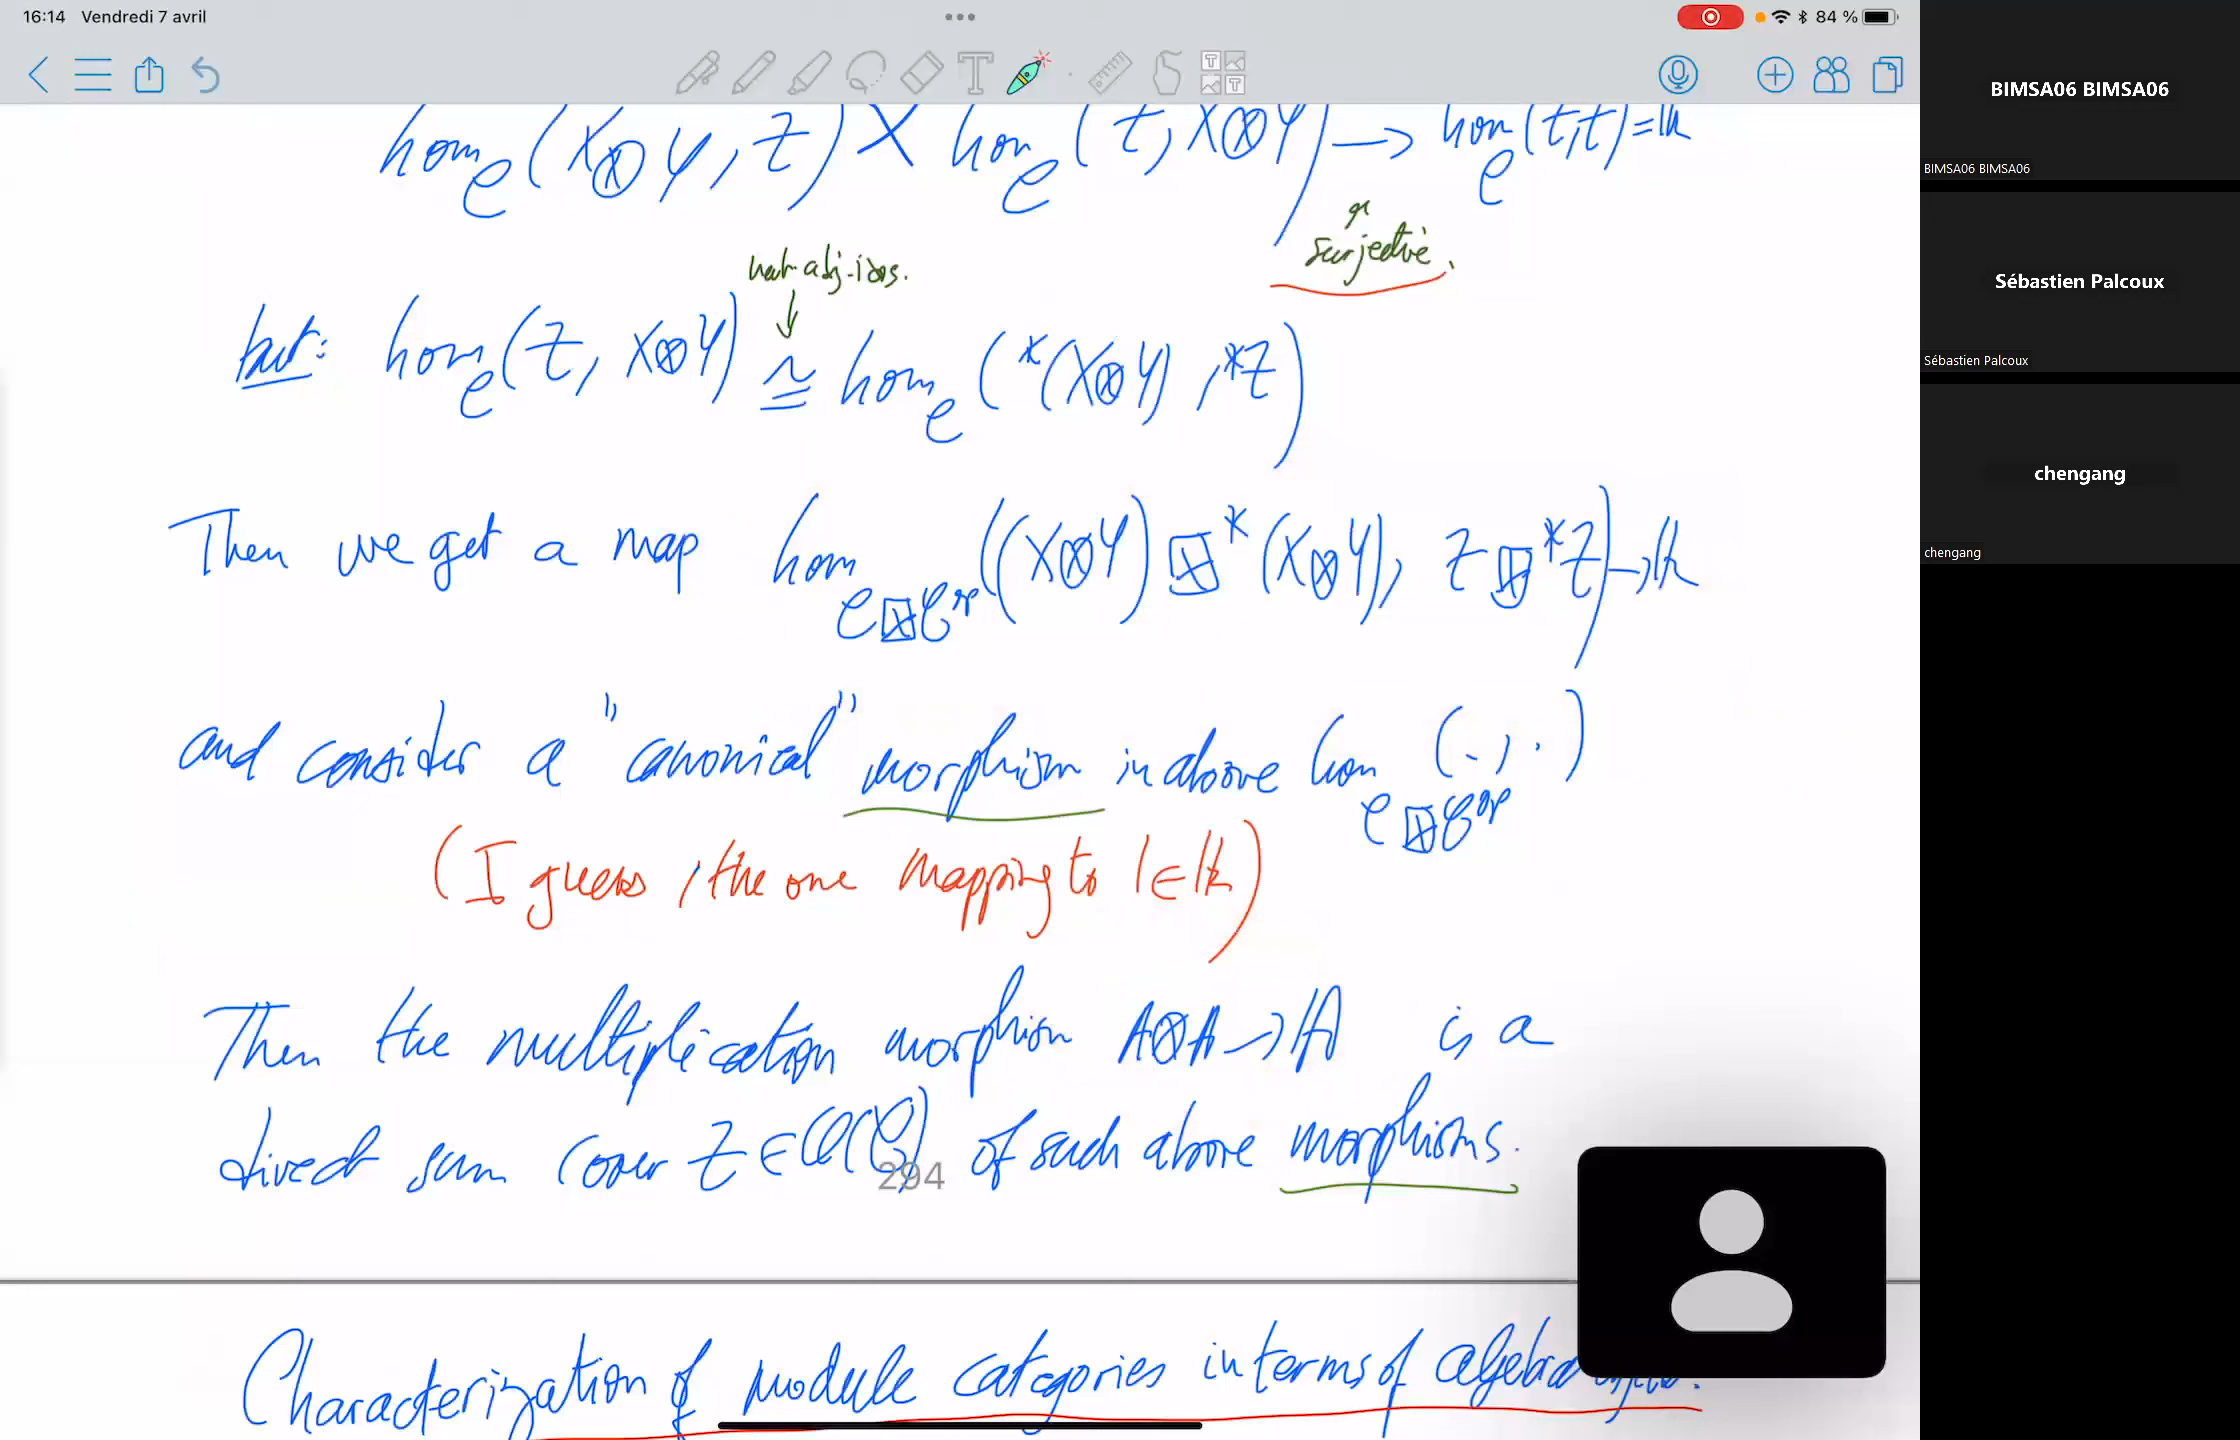 16:14 Vendredi 7 avril
84 %
hom_C(X⊗Y, Z) × hom_C(Z, X⊗Y) → hom_C(Z,Z) = 𝕜
surjective.
nat. adj. isos.
but: hom_C(Z, X⊗Y) ≅ hom_C(*(X⊗Y), *Z)
Then we get a map hom_{C⊠C^op}((X⊗Y)⊠*(X⊗Y), Z⊠*Z) → 𝕜
and consider a "canonical" morphism in above hom_{C⊠C^op}(., .)
(I guess, the one mapping to 1∈𝕜)
Then the multiplication morphism A⊗A→A is a
direct sum (over Z∈O(C)) of such above morphisms.
294
Characterization of module categories in terms of algebra
BIMSA06 BIMSA06
BIMSA06 BIMSA06
Sébastien Palcoux
Sébastien Palcoux
chengang
chengang